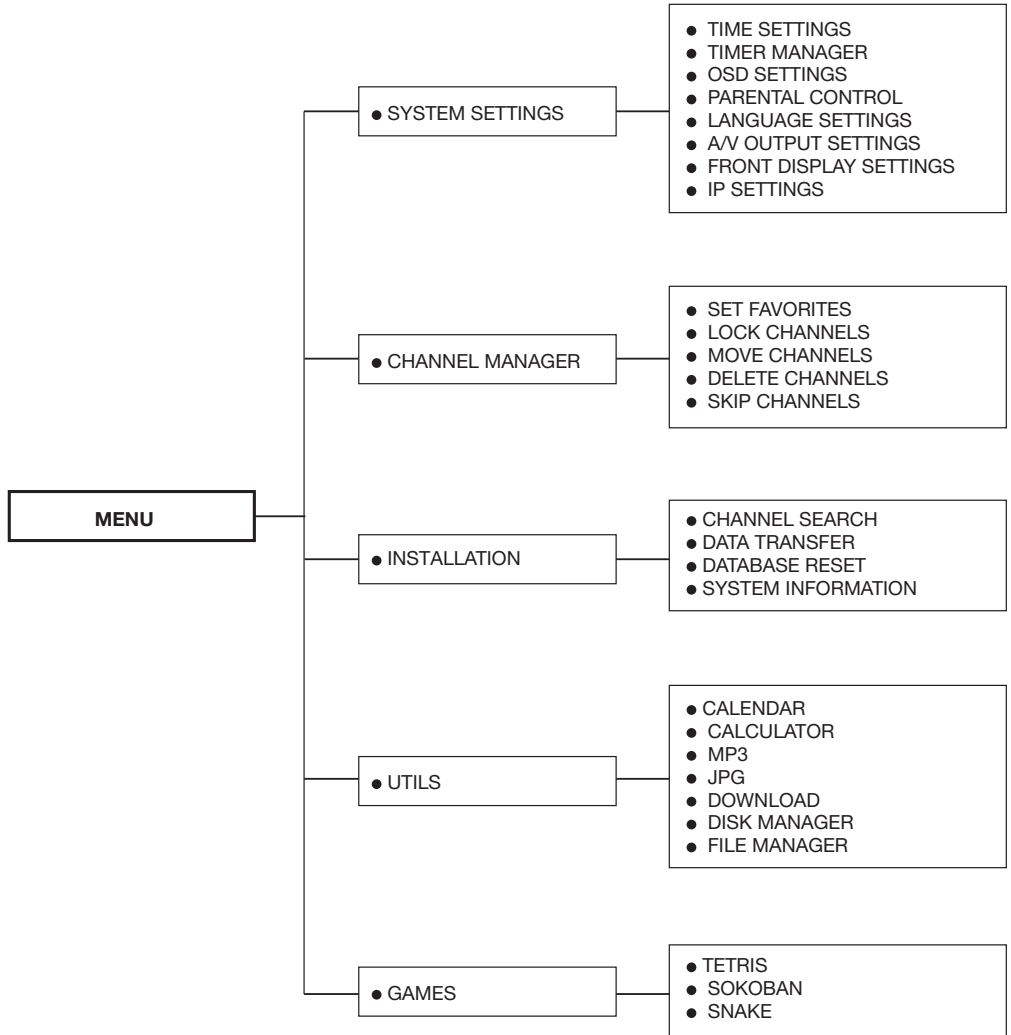 MENU
● SYSTEM SETTINGS
● TIME SETTINGS
● TIMER MANAGER
● OSD SETTINGS
● PARENTAL CONTROL
● LANGUAGE SETTINGS
● A/V OUTPUT SETTINGS
● FRONT DISPLAY SETTINGS
● IP SETTINGS
● CHANNEL MANAGER
● SET FAVORITES
● LOCK CHANNELS
● MOVE CHANNELS
● DELETE CHANNELS
● SKIP CHANNELS
● INSTALLATION
● CHANNEL SEARCH
● DATA TRANSFER
● DATABASE RESET
● SYSTEM INFORMATION
● UTILS
● CALENDAR
● CALCULATOR
● MP3
● JPG
● DOWNLOAD
● DISK MANAGER
● FILE MANAGER
● GAMES
● TETRIS
● SOKOBAN
● SNAKE